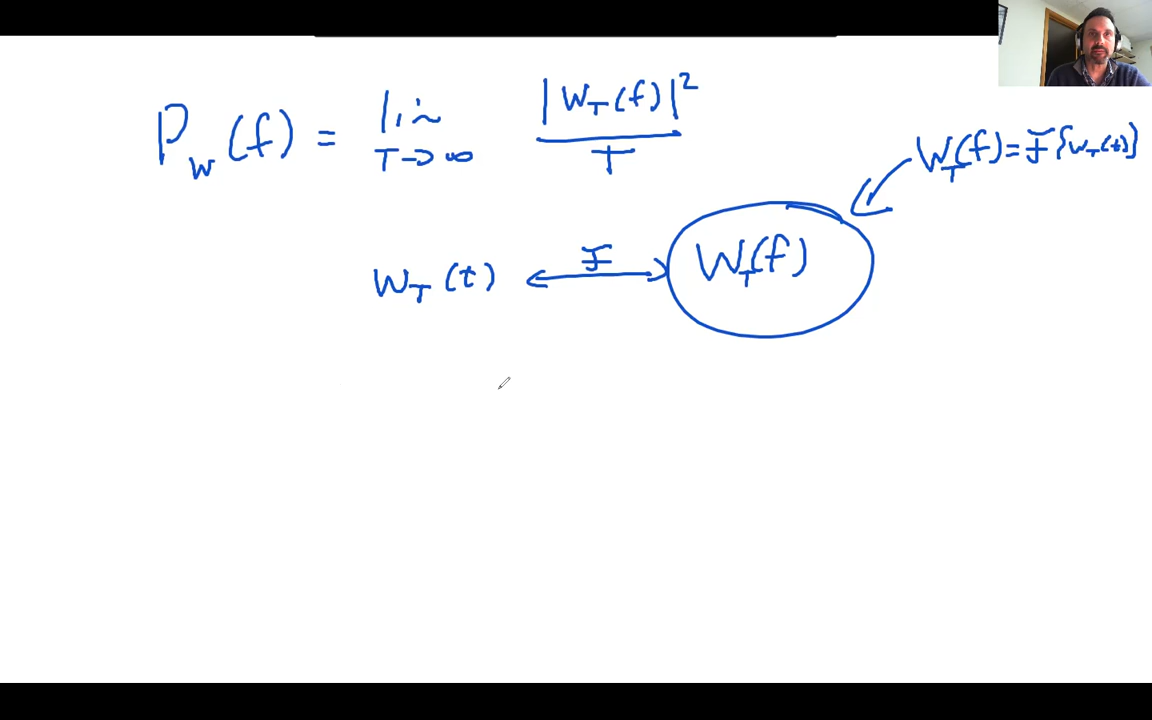 P_w(f) = lim_{T→∞} |W_T(f)|² / T
W_T(f) = ℱ{w_T(t)}
w_T(t) ⟷^ℱ W_T(f)